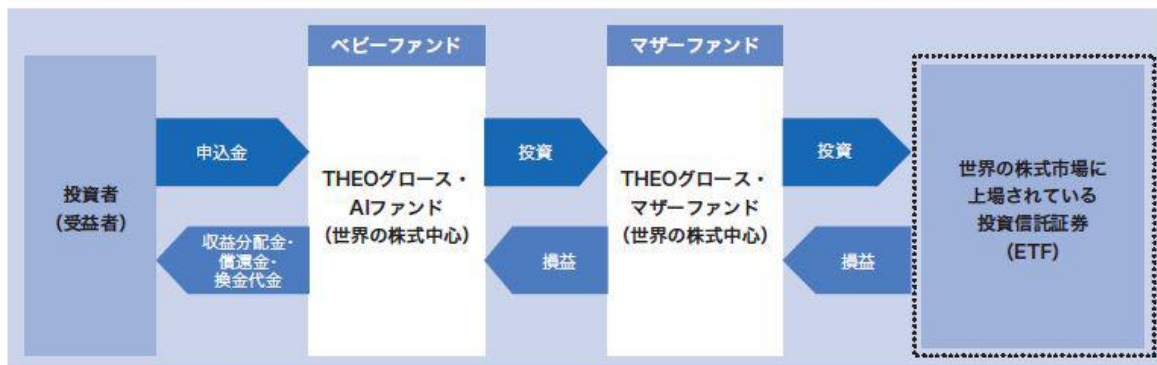 ベビーファンド
マザーファンド
投資者
(受益者)
申込金
収益分配金・
償還金・
換金代金
THEOグロース・
AIファンド
(世界の株式中心)
投資
損益
THEOグロース・
マザーファンド
(世界の株式中心)
投資
損益
世界の株式市場に
上場されている
投資信託証券
(ETF)